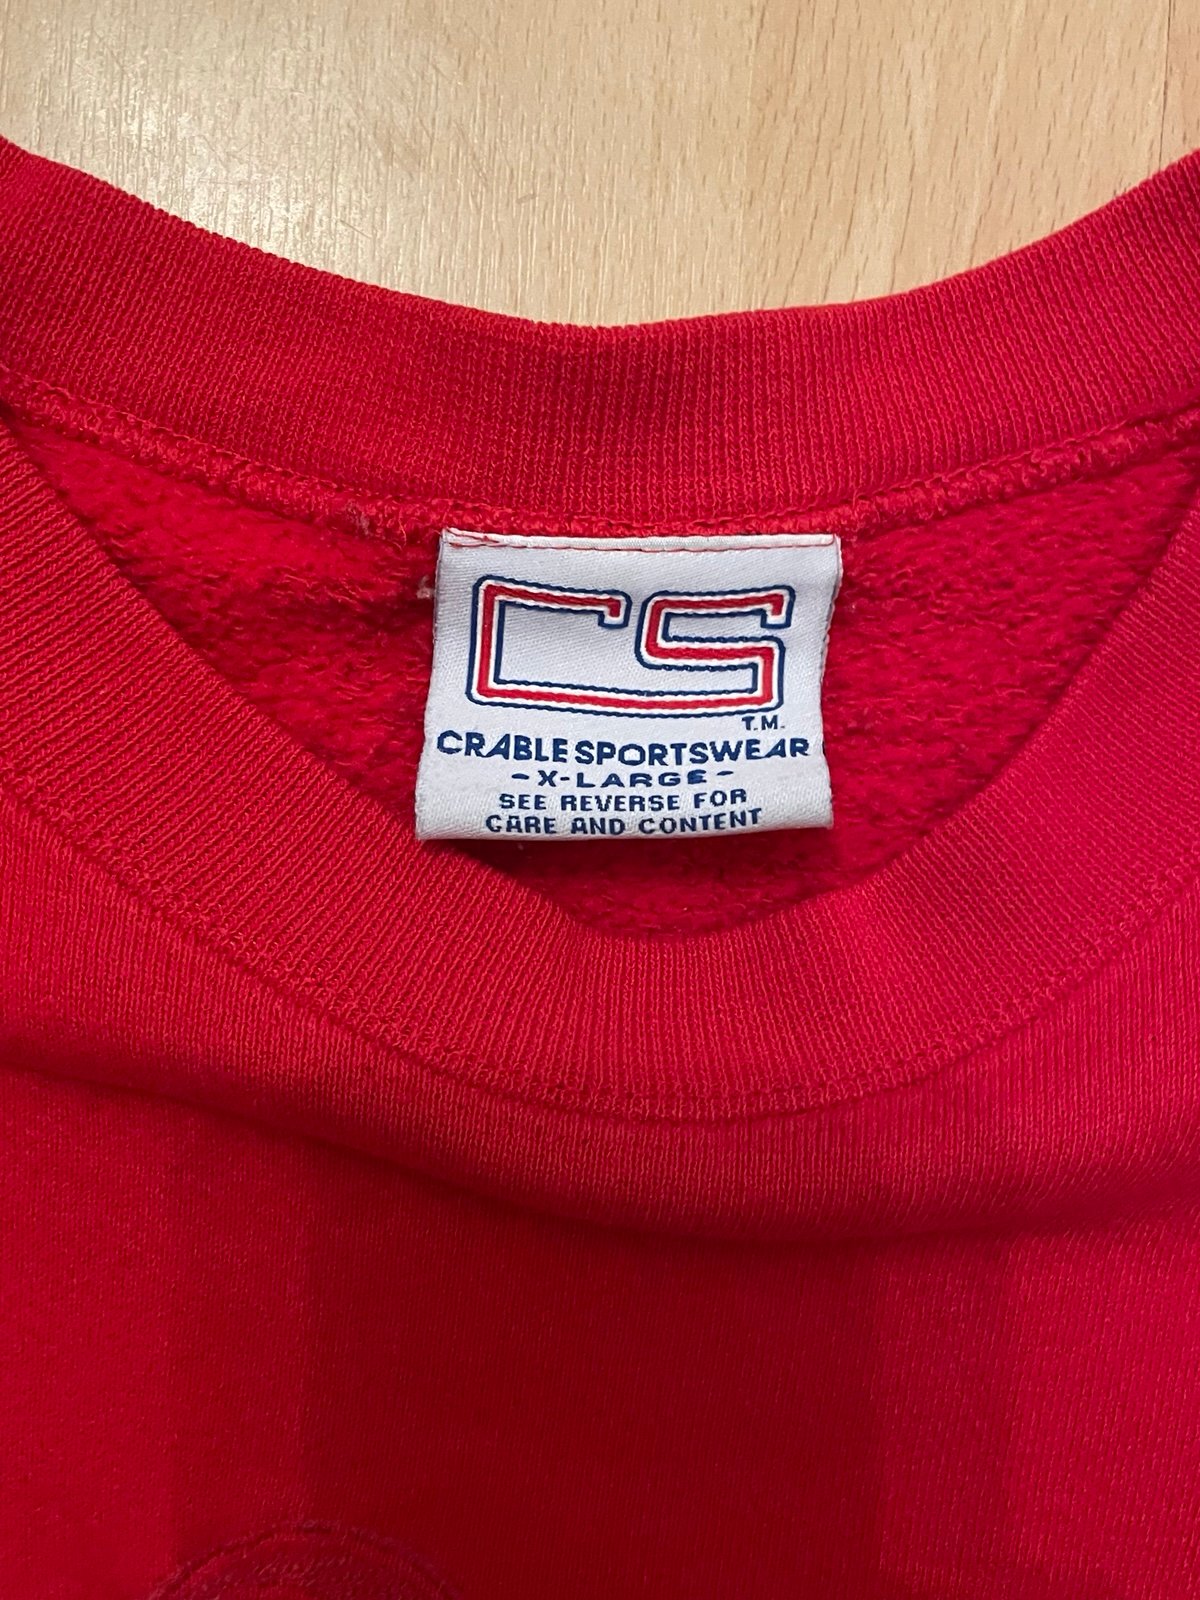 CS
T.M.
CRABLE SPORTSWEAR
-X-LARGE-
SEE REVERSE FOR
CARE AND CONTENT